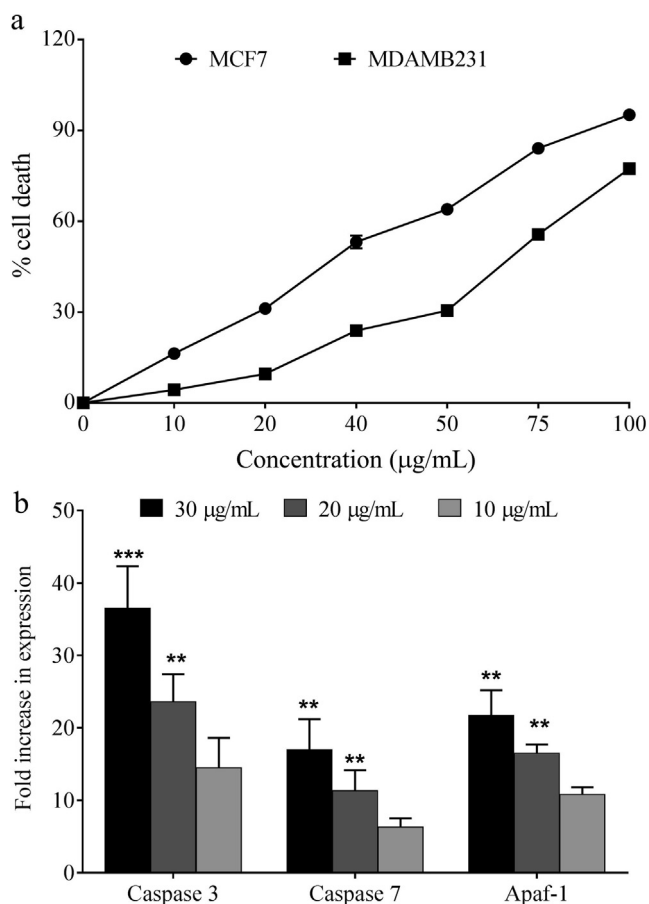 a
120
MCF7 MDAMB231
90
% cell death
60
30
0
0 10 20 40 50 75 100
Concentration (μg/mL)
b
50
30 μg/mL 20 μg/mL 10 μg/mL
***
40
**
Fold increase in expression
30
**
**
**
**
20
10
0
Caspase 3 Caspase 7 Apaf-1